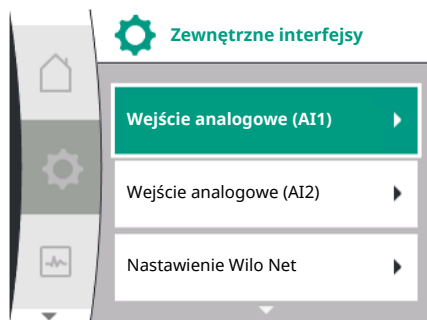 Zewnętrzne interfejsy
Wejście analogowe (AI1)
Wejście analogowe (AI2)
Nastawienie Wilo Net